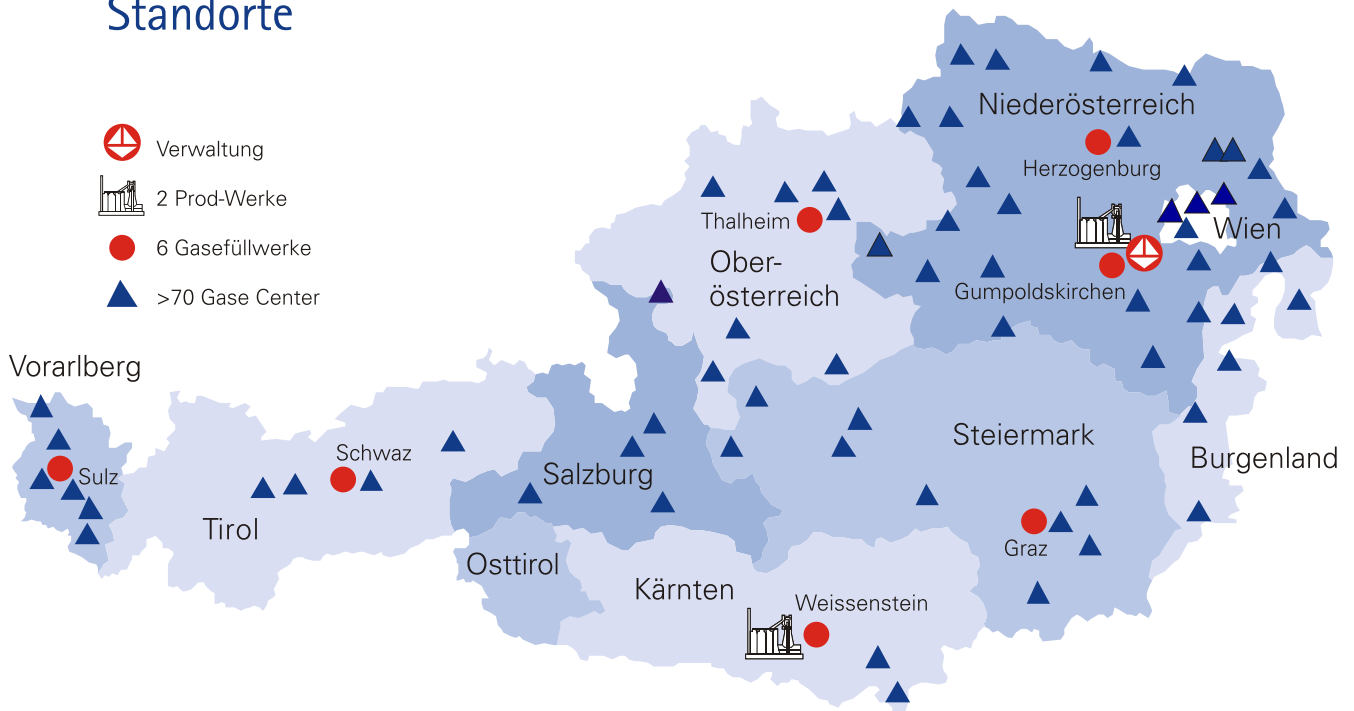 Standorte
Verwaltung
2 Prod-Werke
6 Gasefüllwerke
>70 Gase Center
Niederösterreich
Herzogenburg
Thalheim
Wien
Ober-
österreich
Gumpoldskirchen
Vorarlberg
Steiermark
Schwaz
Burgenland
Sulz
Salzburg
Tirol
Graz
Osttirol
Kärnten
Weissenstein